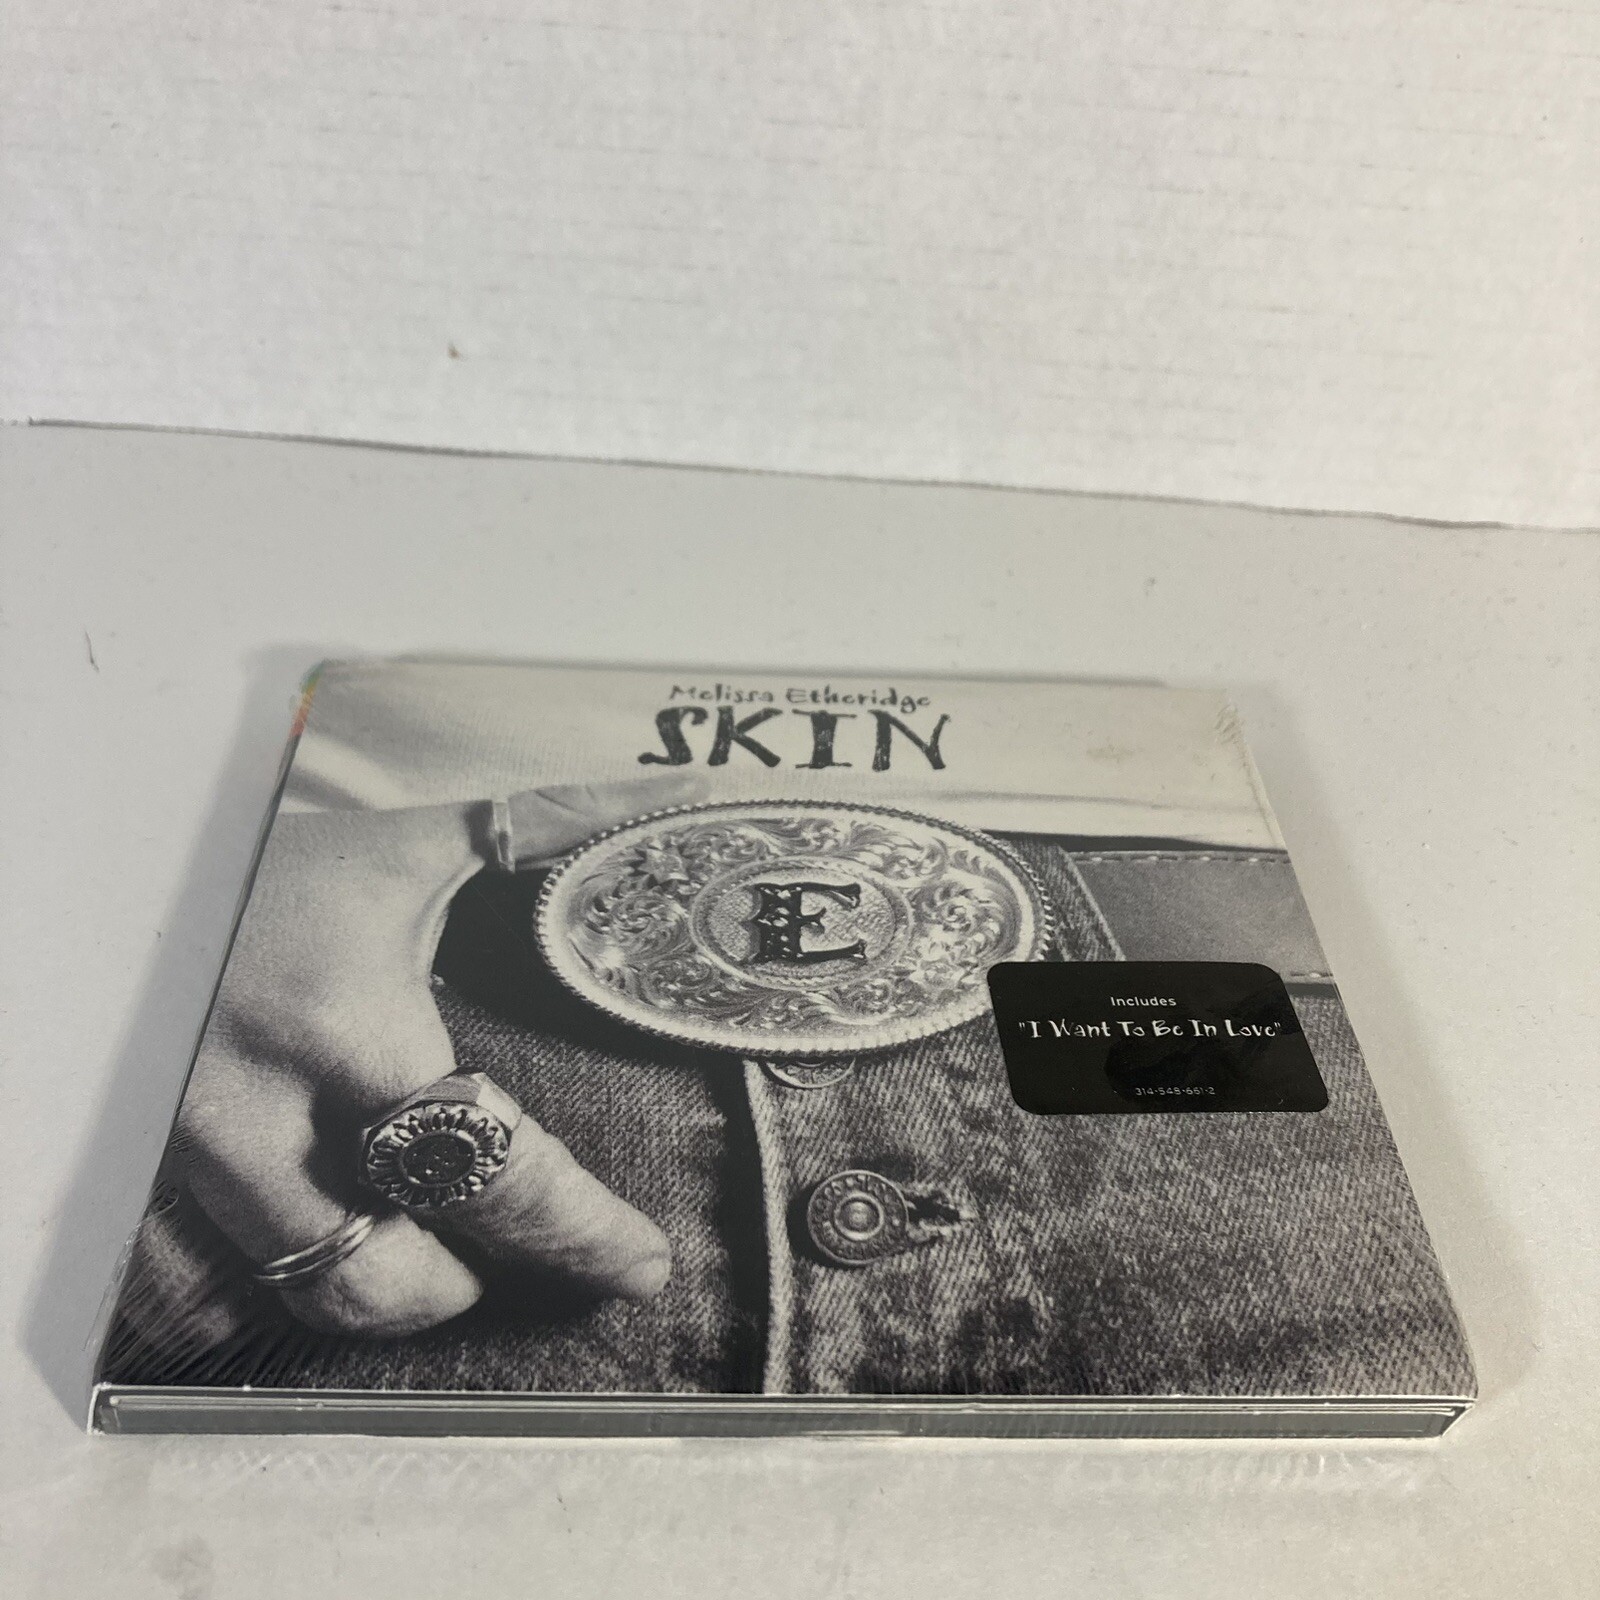 Melissa Etheridge
SKIN
E
Includes
"I Want To Be In Love"
314-548-661-2